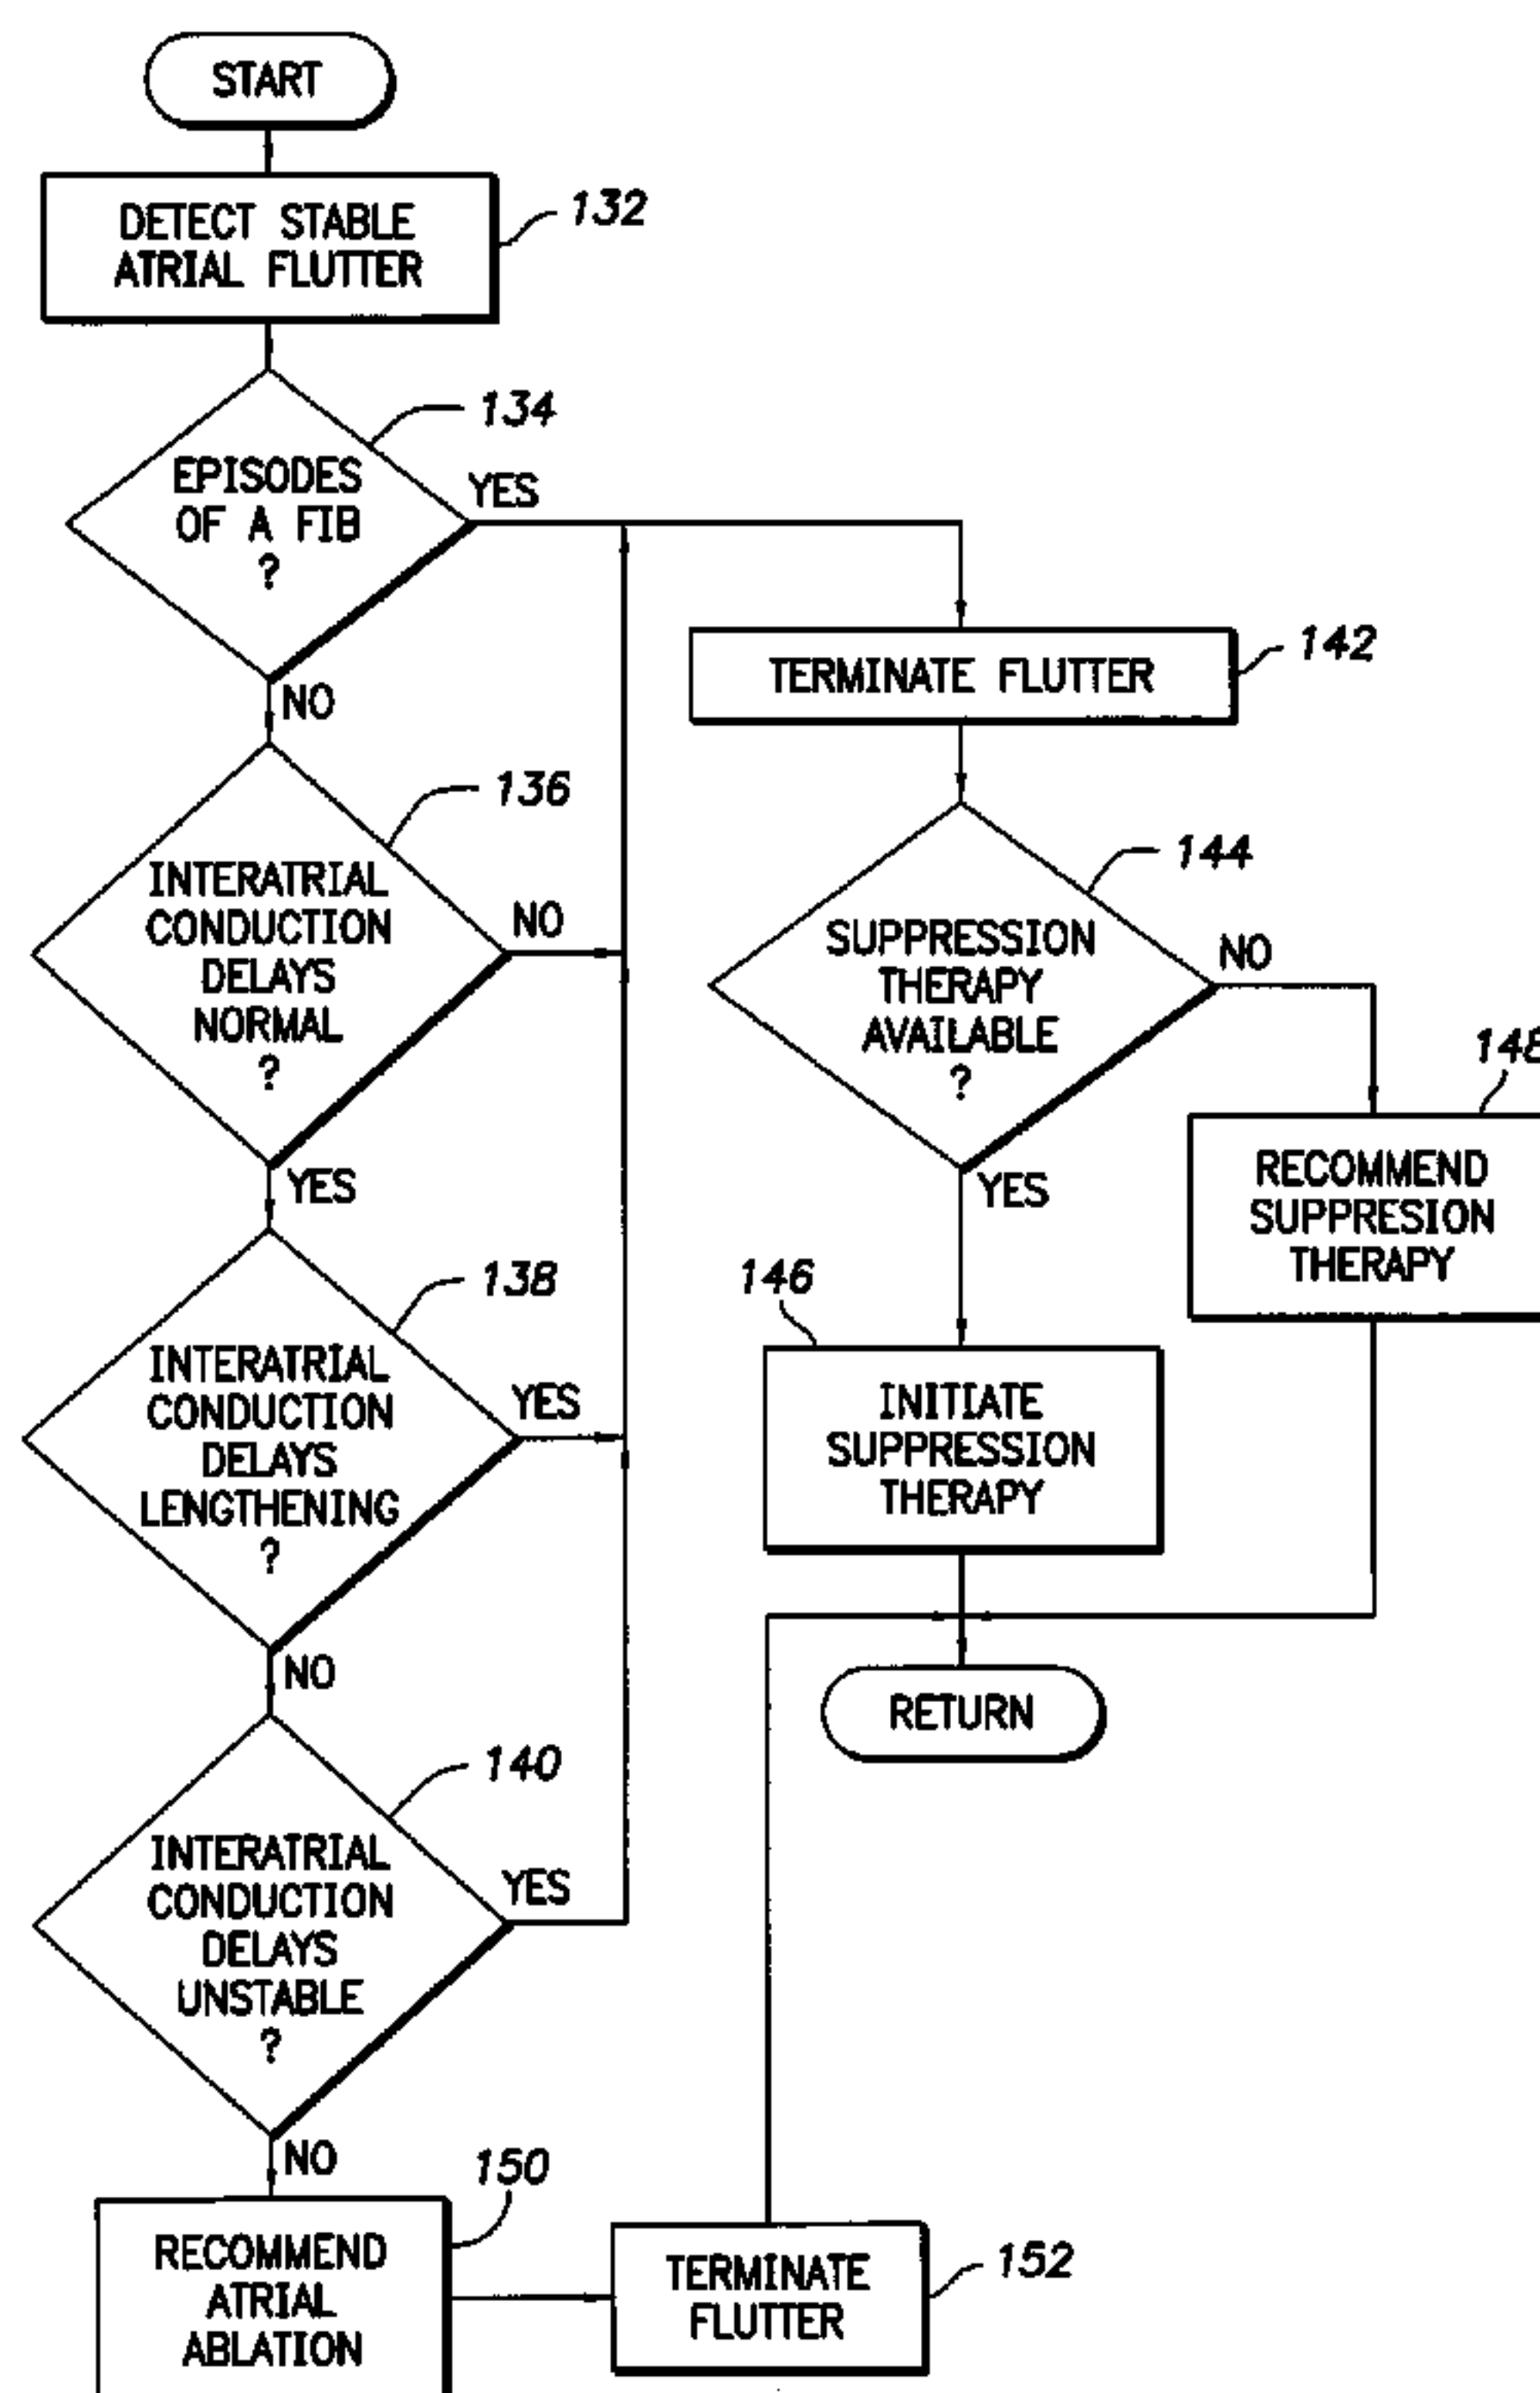 START
DETECT STABLE
ATRIAL FLUTTER
132
134
EPISODES
OF A FIB
?
YES
NO
136
INTERATRIAL
CONDUCTION
DELAYS
NORMAL
?
NO
YES
138
INTERATRIAL
CONDUCTION
DELAYS
LENGTHENING
?
YES
NO
140
INTERATRIAL
CONDUCTION
DELAYS
UNSTABLE
?
YES
NO
150
RECOMMEND
ATRIAL
ABLATION
TERMINATE FLUTTER
142
144
SUPPRESSION
THERAPY
AVAILABLE
?
NO
YES
148
RECOMMEND
SUPPRESION
THERAPY
146
INITIATE
SUPPRESSION
THERAPY
RETURN
TERMINATE
FLUTTER
152